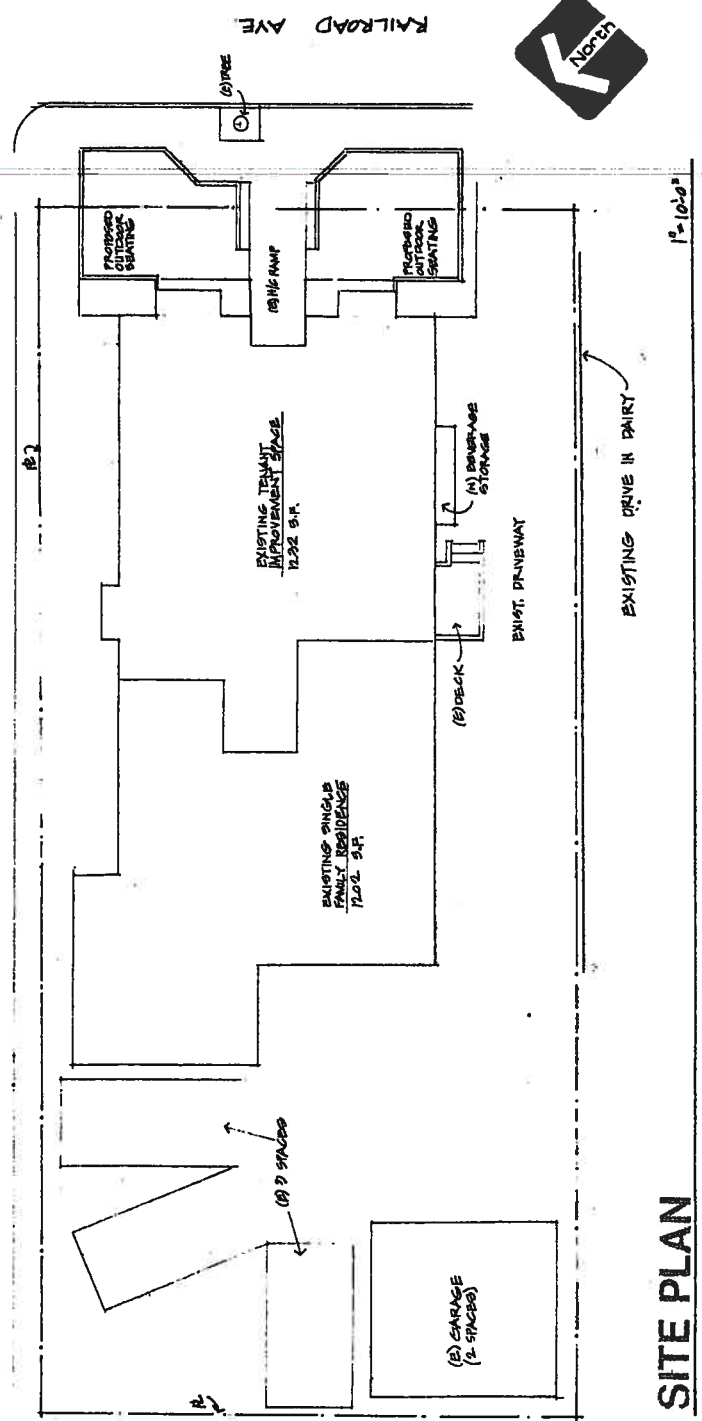 RAILROAD AVE
North
(E) TREE
PROPOSED
OUTDOOR
SEATING
(E) H/C RAMP
PROPOSED
OUTDOOR
SEATING
EXISTING TENANT
IMPROVEMENT SPACE
1232 S.F.
(N) BEVERAGE
STORAGE
(E) DECK
EXIST. DRIVEWAY
EXISTING DRIVE IN DAIRY
EXISTING SINGLE
FAMILY RESIDENCE
1202 S.F.
(E) 3 SPACES
(E) GARAGE
(2 SPACES)
SITE PLAN
1"=10'-0"